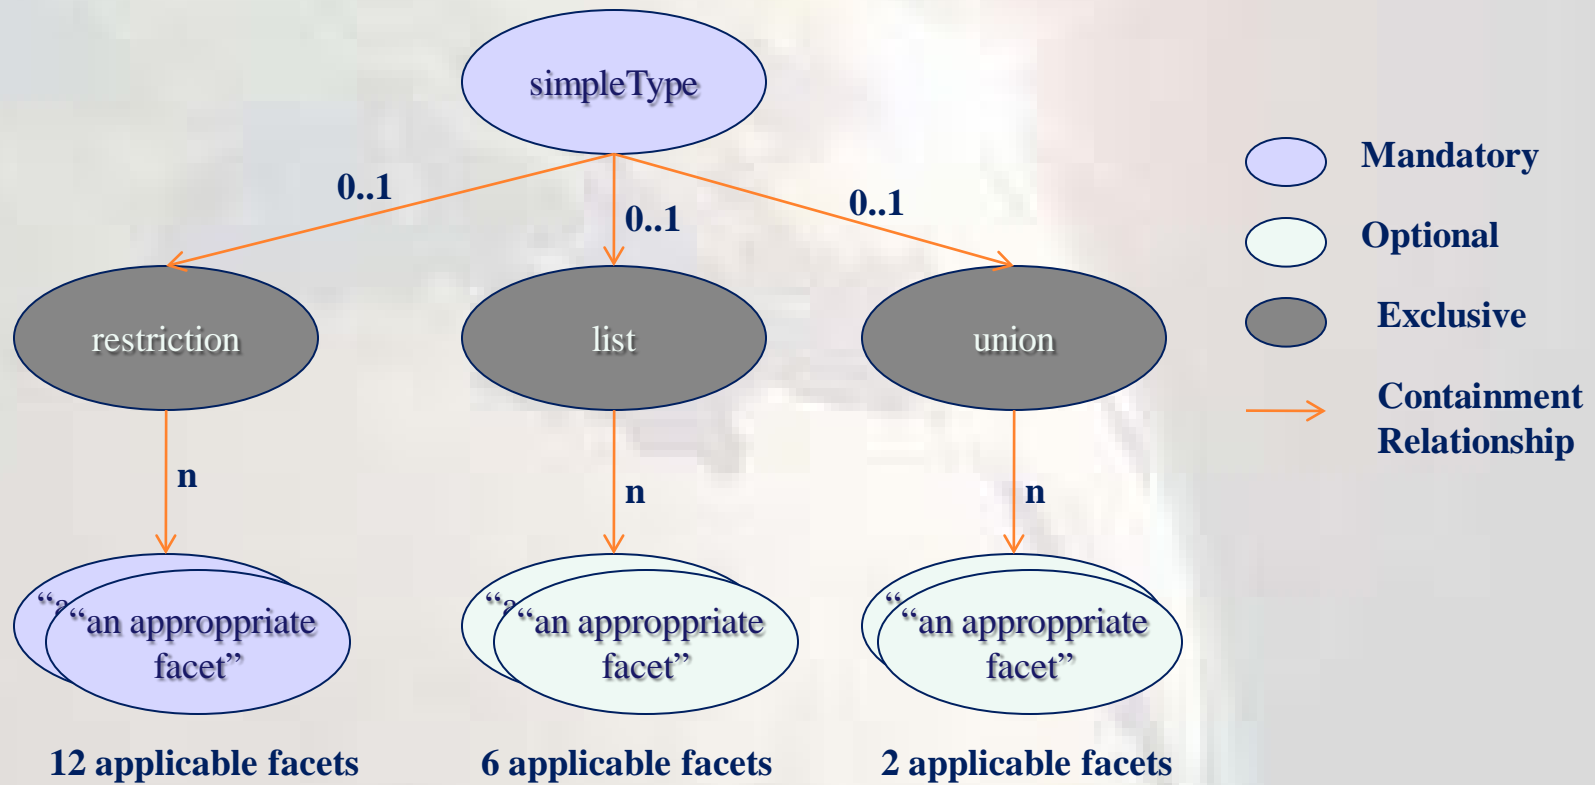 simpleType
0..1
0..1
0..1
restriction
list
union
n
n
n
“a
“an approppriate
facet”
“a
“an approppriate
facet”
“
“an approppriate
facet”
12 applicable facets
6 applicable facets
2 applicable facets
Mandatory
Optional
Exclusive
Containment
Relationship